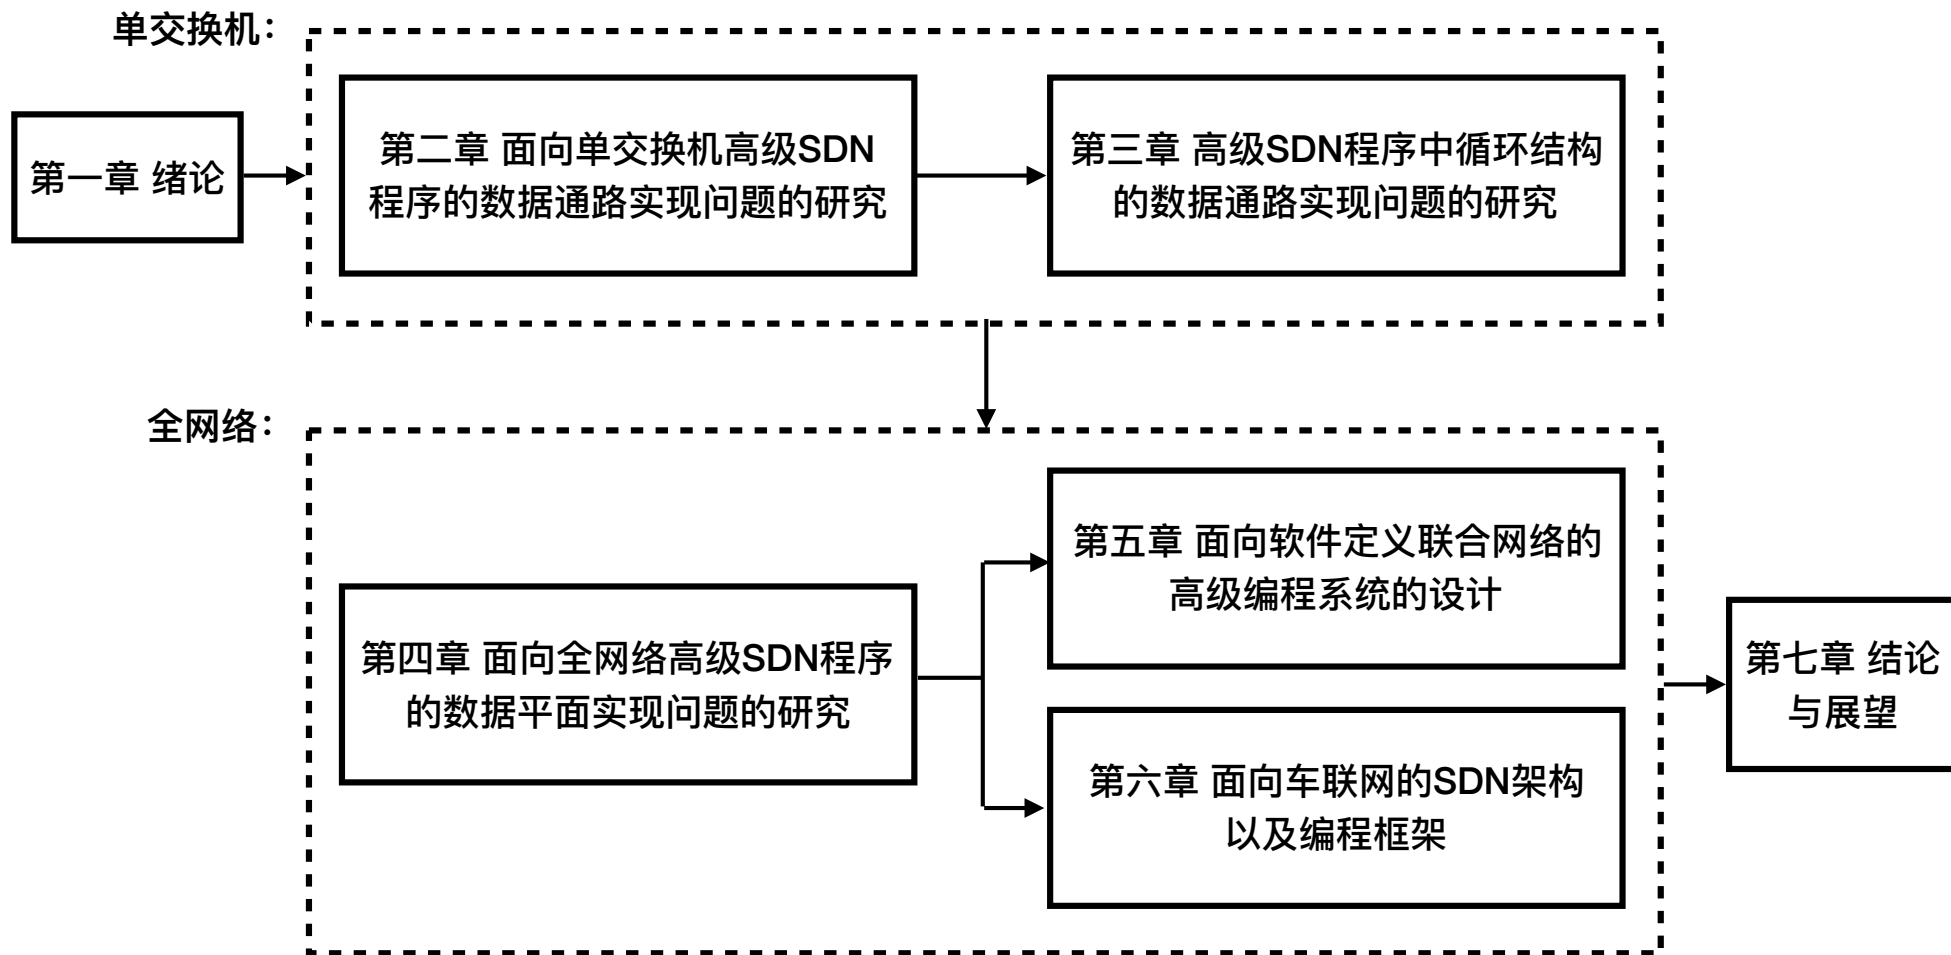 单交换机：
第一章 绪论
第二章 面向单交换机高级SDN
程序的数据通路实现问题的研究
第三章 高级SDN程序中循环结构
的数据通路实现问题的研究
全网络：
第四章 面向全网络高级SDN程序
的数据平面实现问题的研究
第五章 面向软件定义联合网络的
高级编程系统的设计
第六章 面向车联网的SDN架构
以及编程框架
第七章 结论
与展望